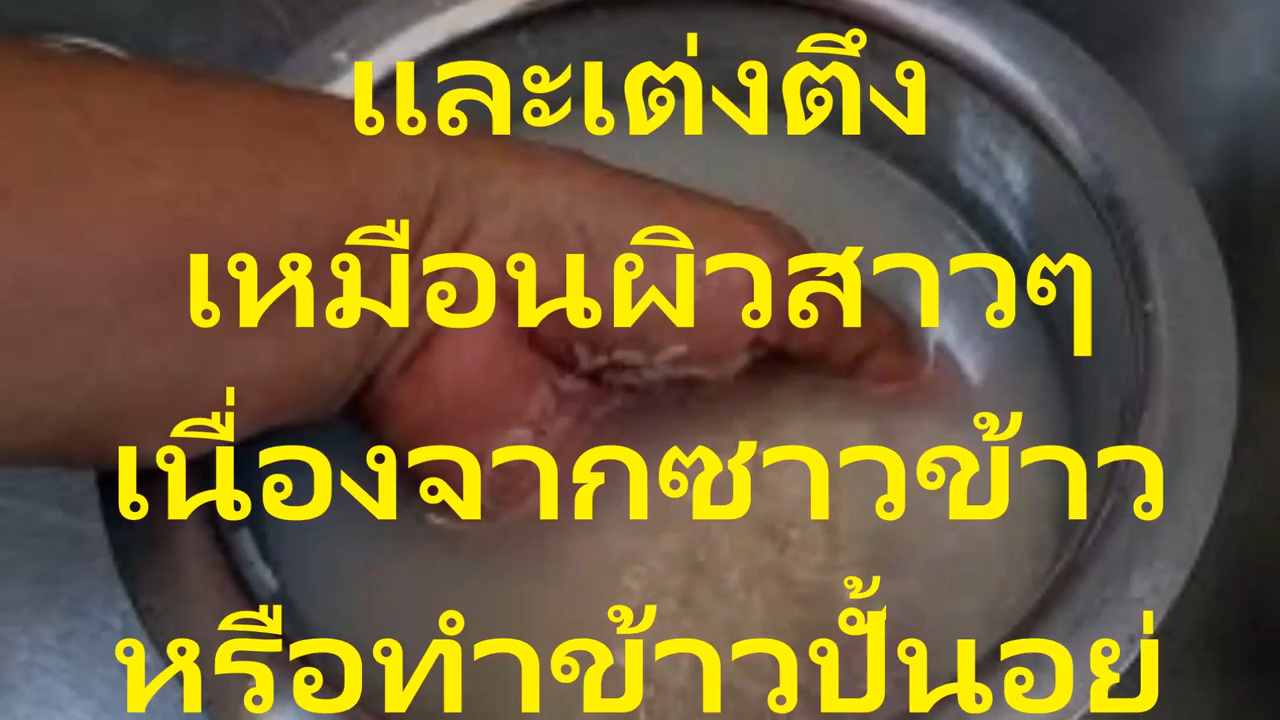 และเต่งตึง
เหมือนผิวสาวๆ
เนื่องจากซาวข้าว
หรือทำข้าวปั้นอย่